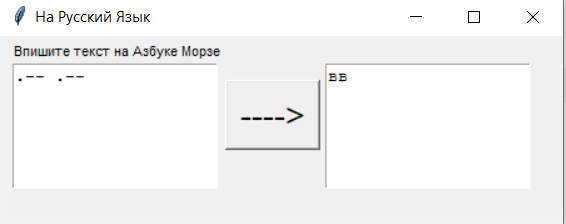 На Русский Язык
Впишите текст на Азбуке Морзе
.-- .--
---->
вв